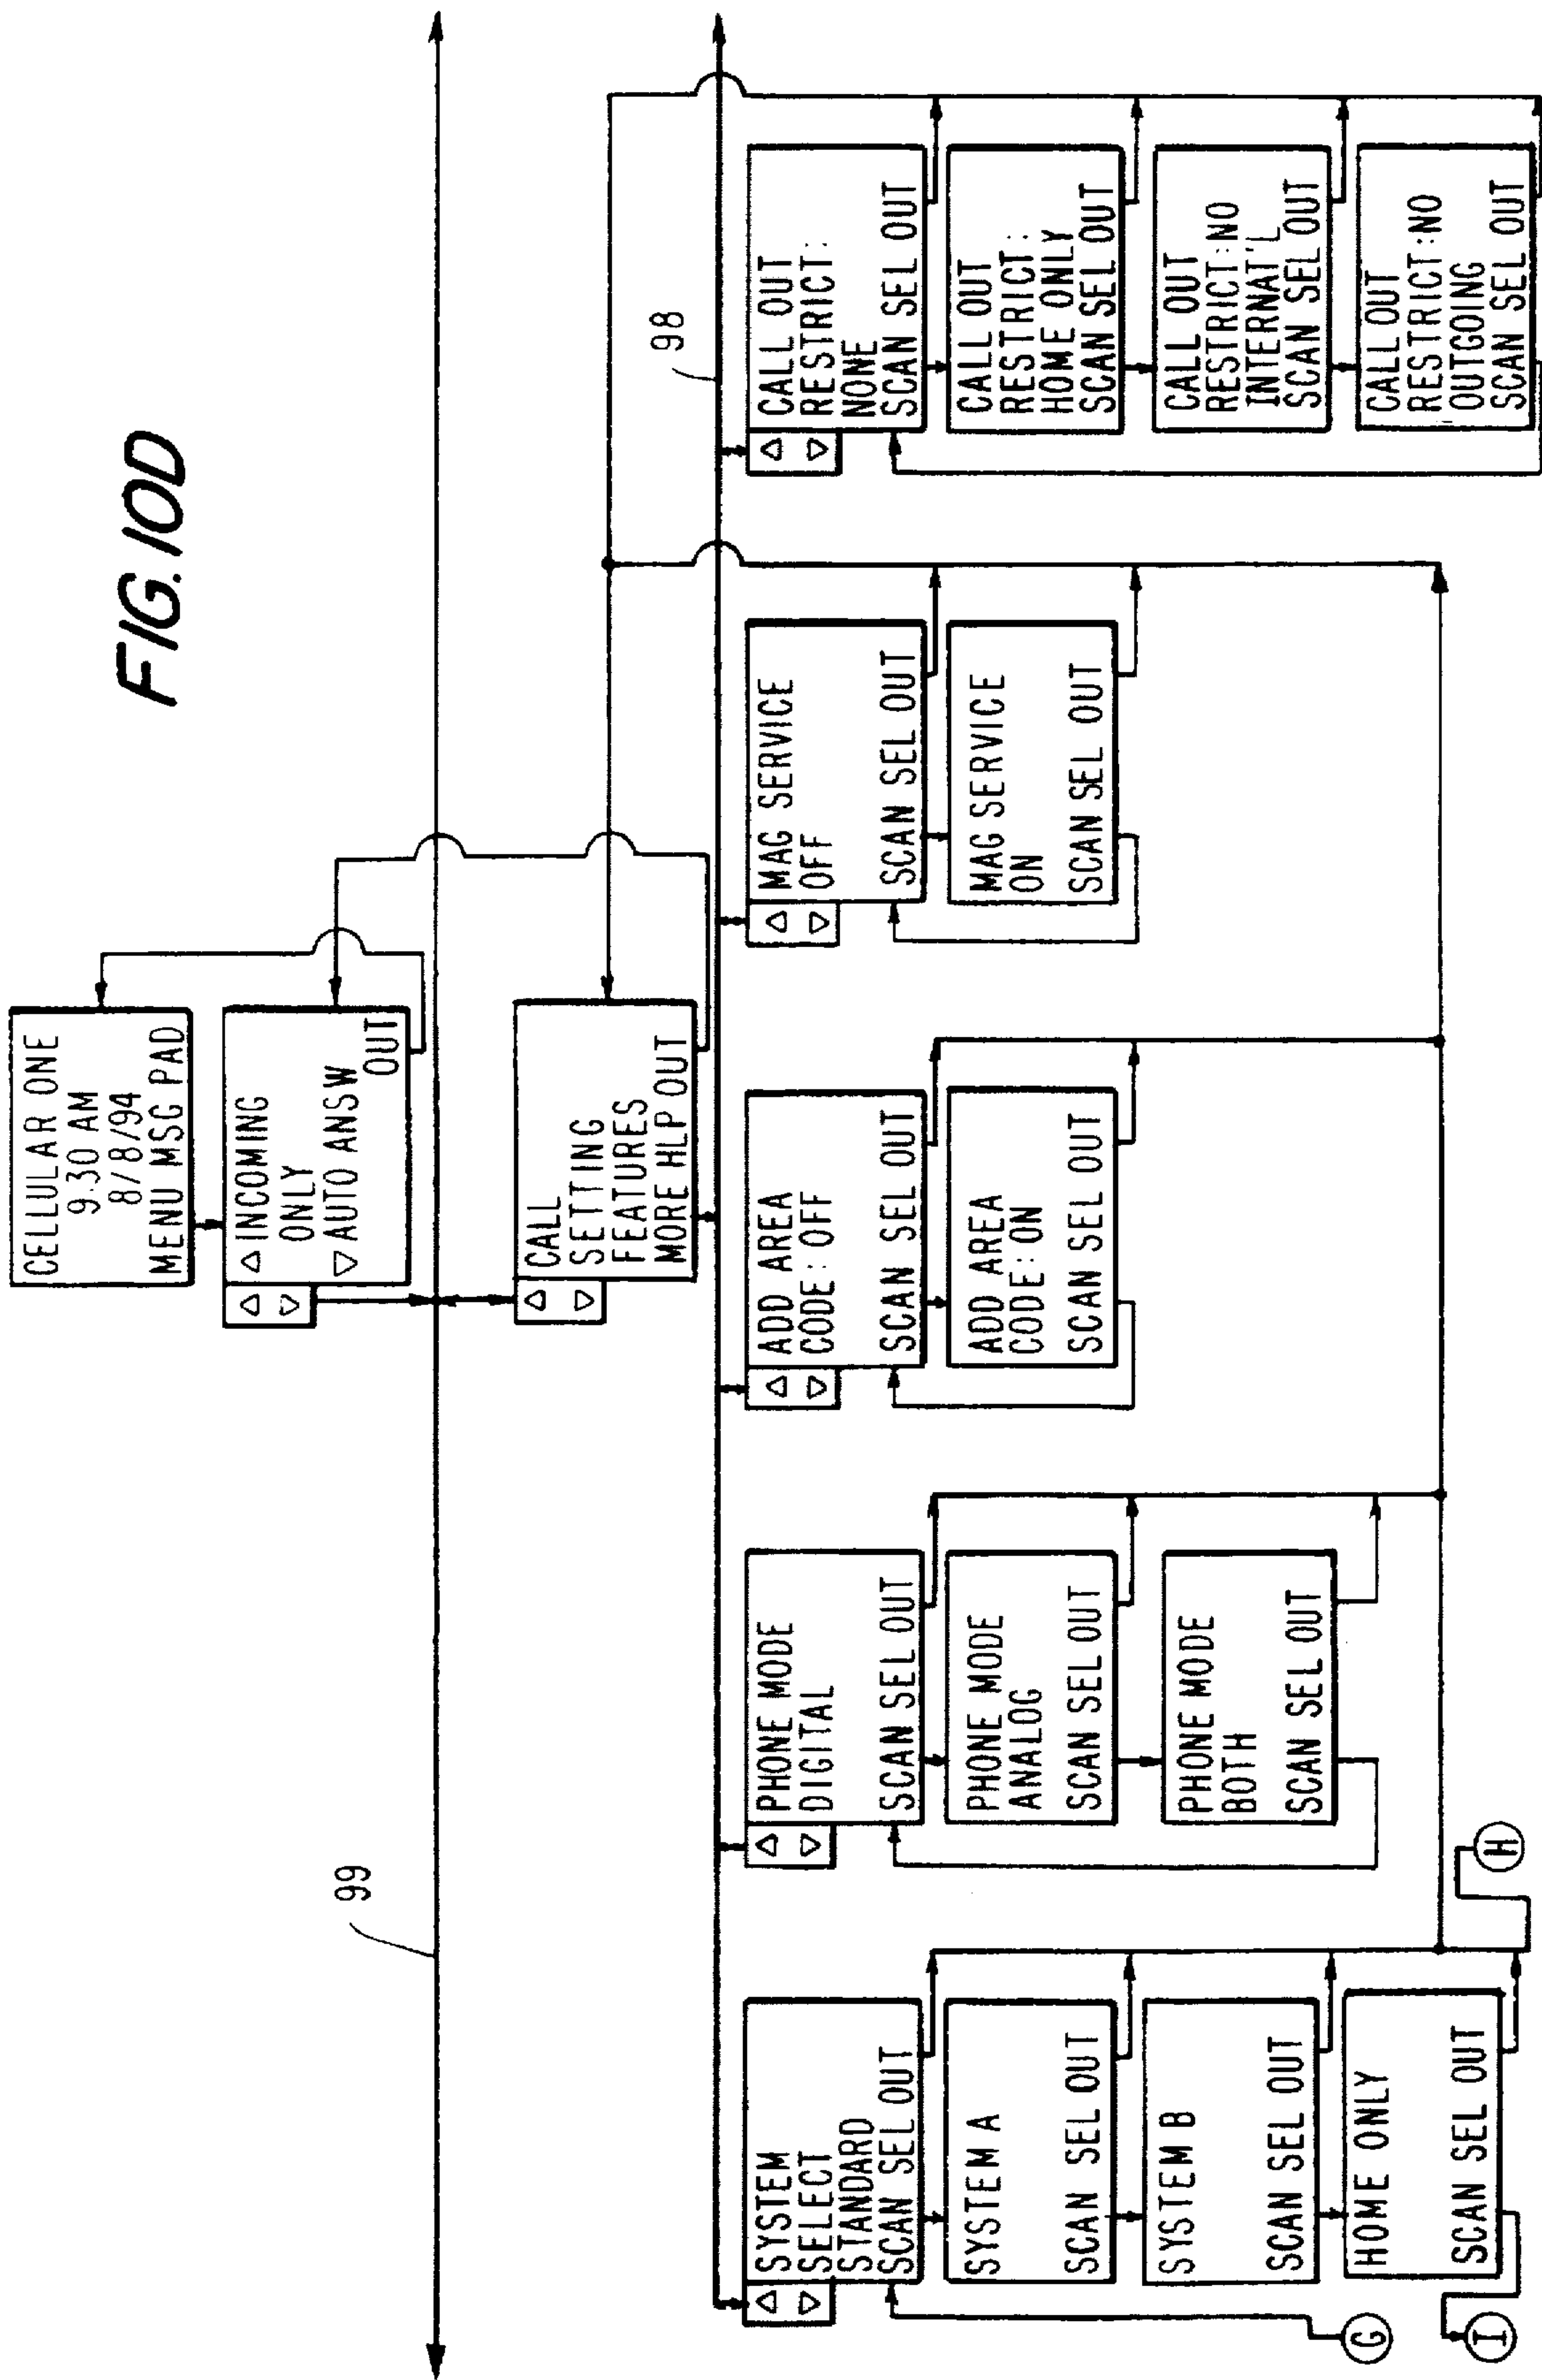 FIG. 10D
CELLULAR ONE
9:30 AM
8/8/94
MENU MSG PAD
△ INCOMING
ONLY
▽ AUTO ANSW
OUT
△
▽
99
△
▽
CALL
SETTING
FEATURES
MORE HLP OUT
98
△
▽
SYSTEM
SELECT
STANDARD
SCAN SEL OUT
SYSTEM A
SCAN SEL OUT
SYSTEM B
SCAN SEL OUT
HOME ONLY
SCAN SEL OUT
G
I
H
△
▽
PHONE MODE
DIGITAL
SCAN SEL OUT
PHONE MODE
ANALOG
SCAN SEL OUT
PHONE MODE
BOTH
SCAN SEL OUT
△
▽
ADD AREA
CODE: OFF
SCAN SEL OUT
ADD AREA
CODE: ON
SCAN SEL OUT
△
▽
MAG SERVICE
OFF
SCAN SEL OUT
MAG SERVICE
ON
SCAN SEL OUT
△
▽
CALL OUT
RESTRICT:
NONE
SCAN SEL OUT
CALL OUT
RESTRICT:
HOME ONLY
SCAN SEL OUT
CALL OUT
RESTRICT:NO
INTERNAT'L
SCAN SEL OUT
CALL OUT
RESTRICT:NO
OUTGOING
SCAN SEL OUT